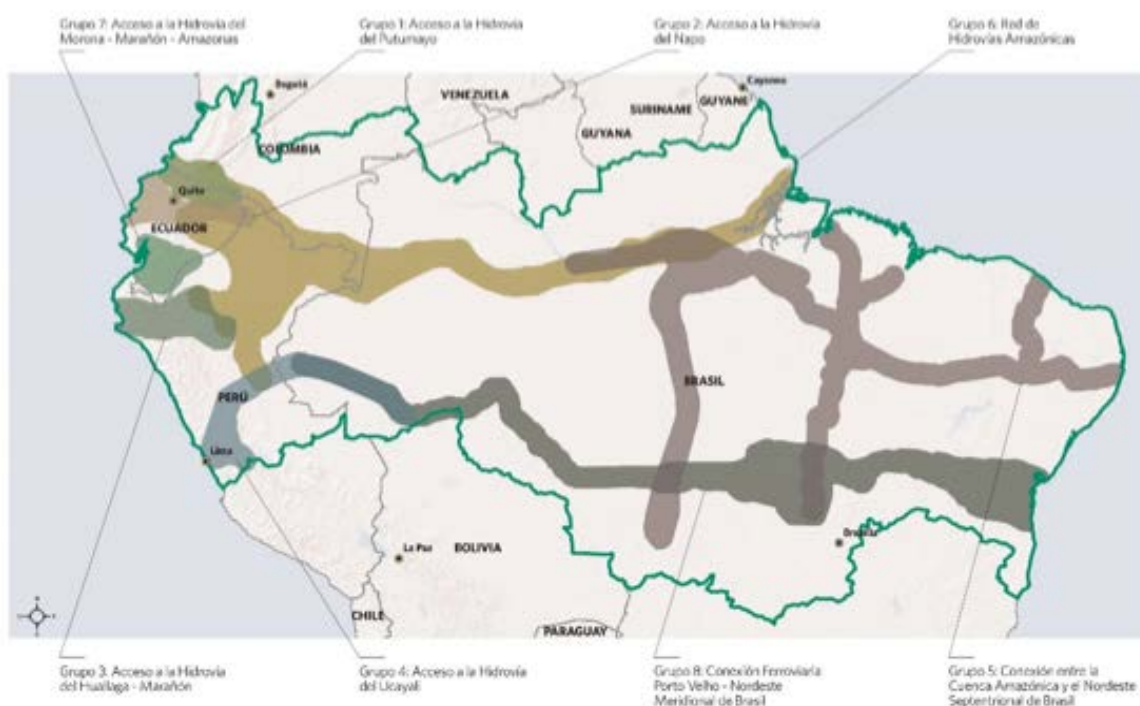 Grupo 7: Acceso a la Hidrovía del
Morona - Marañón - Amazonas
Grupo 1: Acceso a la Hidrovía
del Putumayo
Grupo 2: Acceso a la Hidrovía
del Napo
Grupo 6: Red de
Hidrovías Amazónicas
Bogotá
VENEZUELA
Cayenne
GUYANE
SURINAME
GUYANA
COLOMBIA
Quito
ECUADOR
BRASIL
PERÚ
Lima
Brasilia
La Paz
BOLIVIA
CHILE
PARAGUAY
Grupo 3: Acceso a la Hidrovía
del Huallaga - Marañón
Grupo 4: Acceso a la Hidrovía
del Ucayali
Grupo 8: Conexión Ferroviaria
Porto Velho - Nordeste
Meridional de Brasil
Grupo 5: Conexión entre la
Cuenca Amazónica y el Nordeste
Septentrional de Brasil